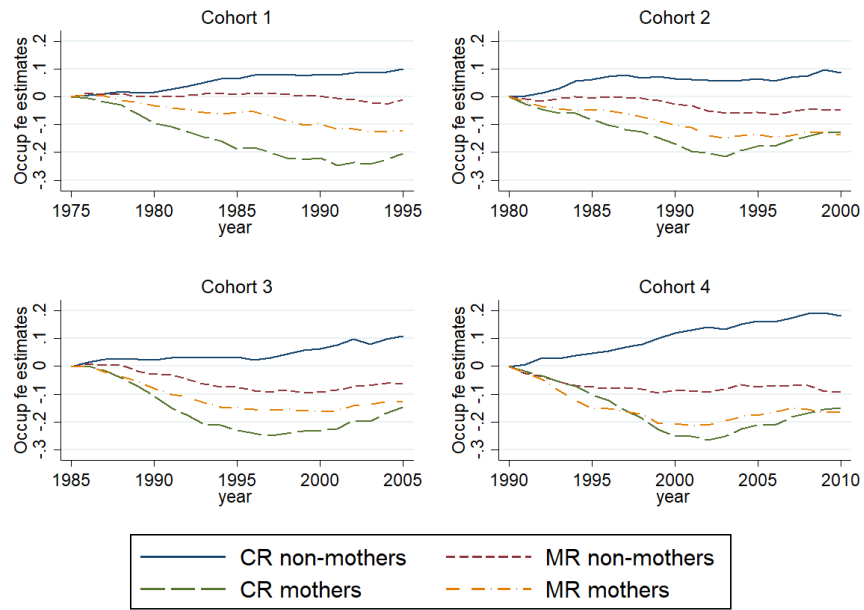 Cohort 1
Occup fe estimates
.2
.1
0
-.1
-.2
-.3
1975 1980 1985 1990 1995
year
Cohort 2
Occup fe estimates
.2
.1
0
-.1
-.2
-.3
1980 1985 1990 1995 2000
year
Cohort 3
Occup fe estimates
.2
.1
0
-.1
-.2
-.3
1985 1990 1995 2000 2005
year
Cohort 4
Occup fe estimates
.2
.1
0
-.1
-.2
-.3
1990 1995 2000 2005 2010
year
CR non-mothers MR non-mothers
CR mothers MR mothers